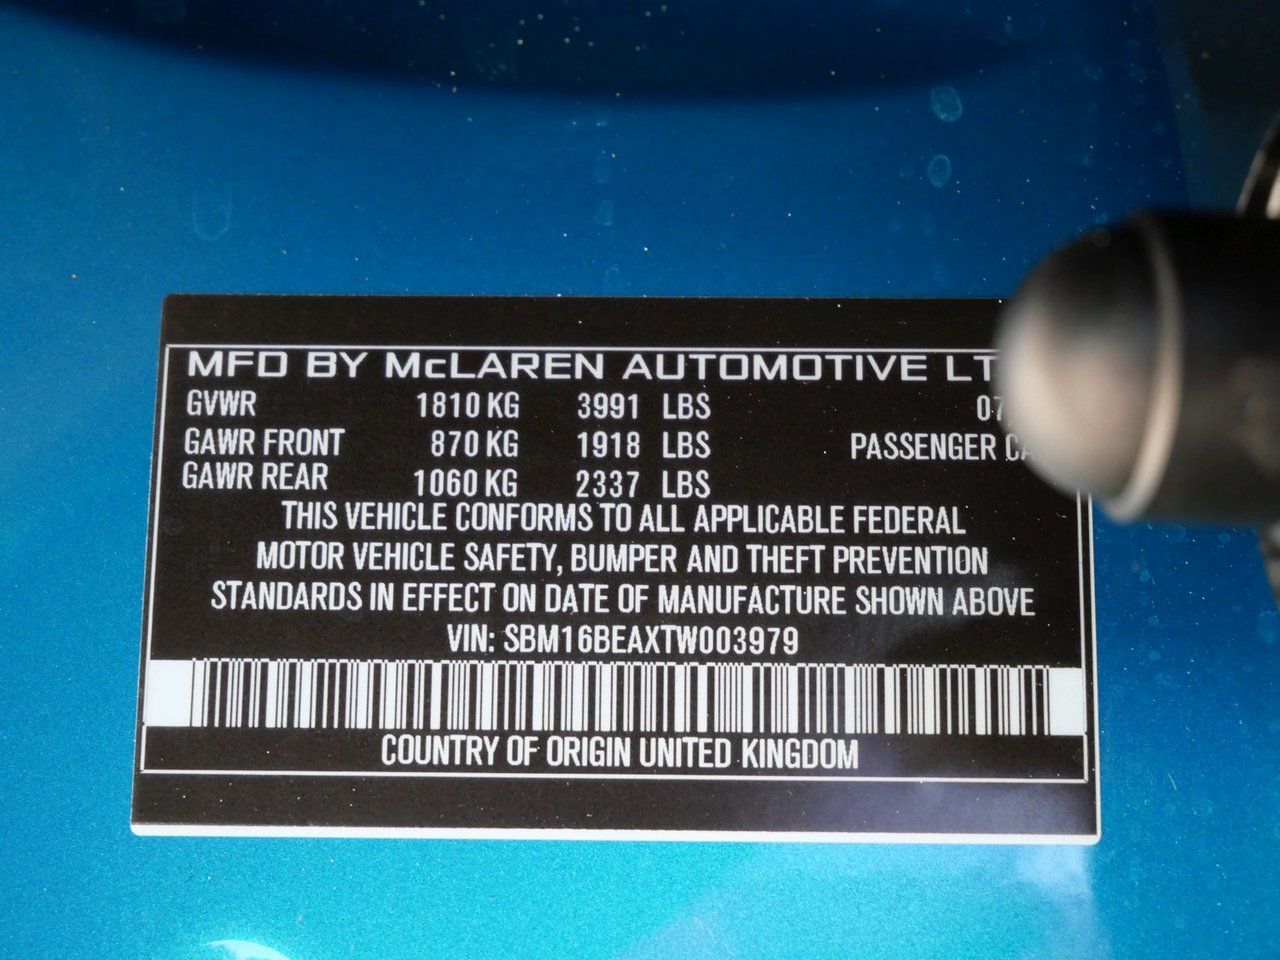 MFD BY McLAREN AUTOMOTIVE
GVWR 1810 KG 3991 LBS
GAWR FRONT 870 KG 1918 LBS PASSENGER
GAWR REAR 1060 KG 2337 LBS
THIS VEHICLE CONFORMS TO ALL APPLICABLE FEDERAL
MOTOR VEHICLE SAFETY, BUMPER AND THEFT PREVENTION
STANDARDS IN EFFECT ON DATE OF MANUFACTURE SHOWN ABOVE
VIN: SBM16BEAXTW003979
COUNTRY OF ORIGIN UNITED KINGDOM